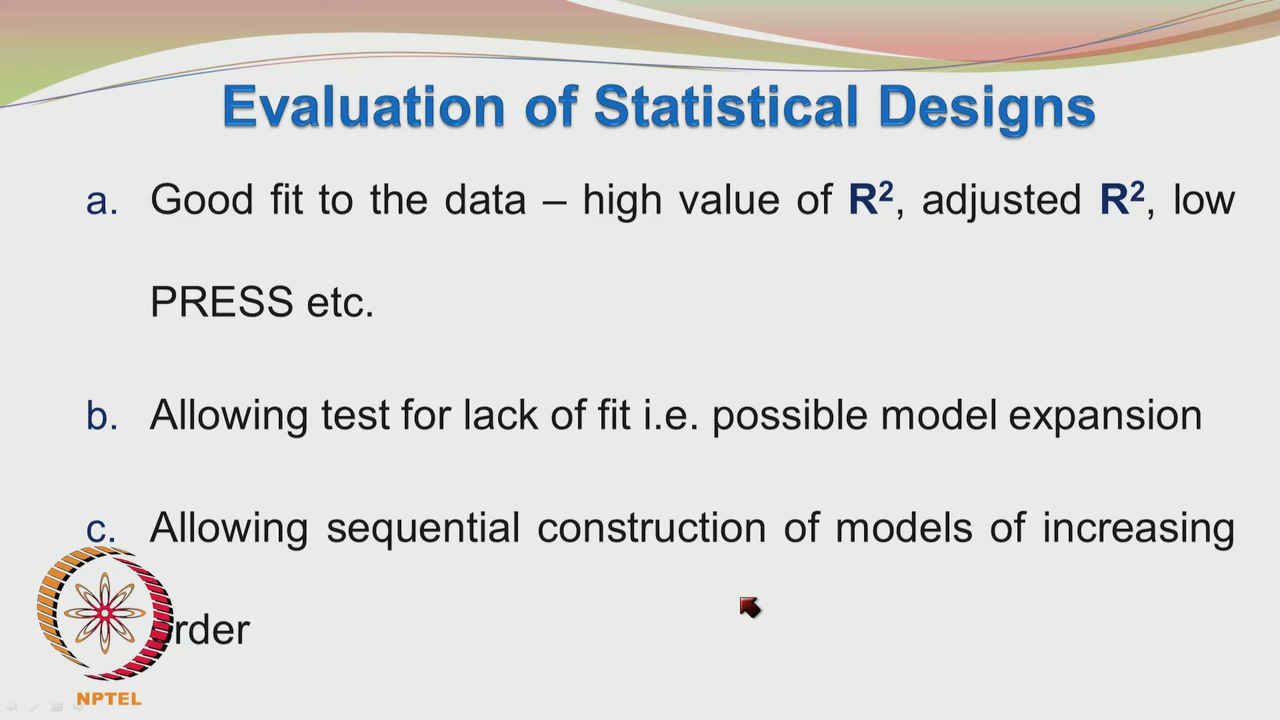 Evaluation of Statistical Designs
a. Good fit to the data – high value of R², adjusted R², low
PRESS etc.
b. Allowing test for lack of fit i.e. possible model expansion
c. Allowing sequential construction of models of increasing
order
NPTEL